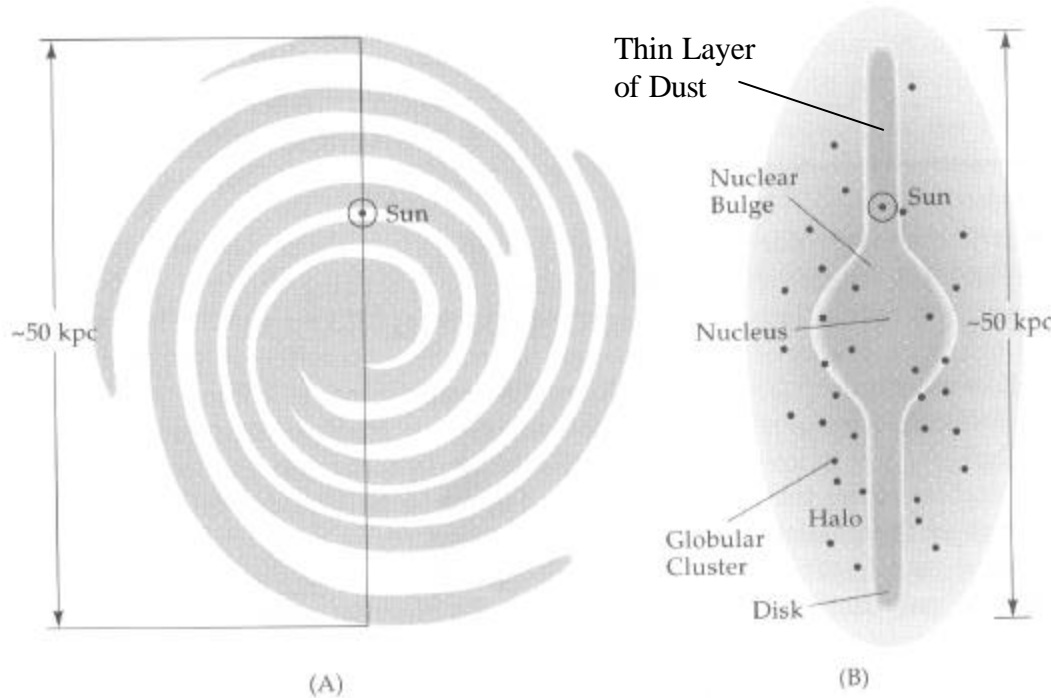 Sun
~50 kpc
(A)
Thin Layer
of Dust
Nuclear
Bulge
Sun
Nucleus
~50 kpc
Halo
Globular
Cluster
Disk
(B)